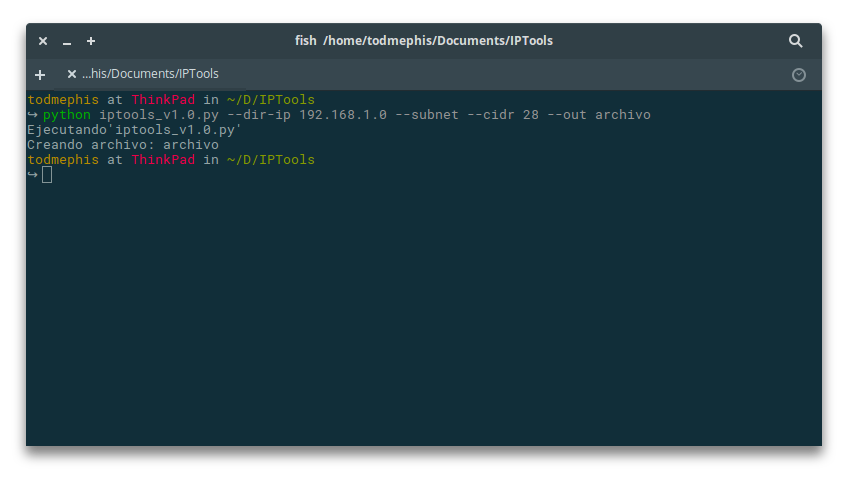 fish /home/todmephis/Documents/IPTools
...his/Documents/IPTools
todmephis at ThinkPad in ~/D/IPTools
↪ python iptools_v1.0.py --dir-ip 192.168.1.0 --subnet --cidr 28 --out archivo
Ejecutando'iptools_v1.0.py'
Creando archivo: archivo
todmephis at ThinkPad in ~/D/IPTools
↪